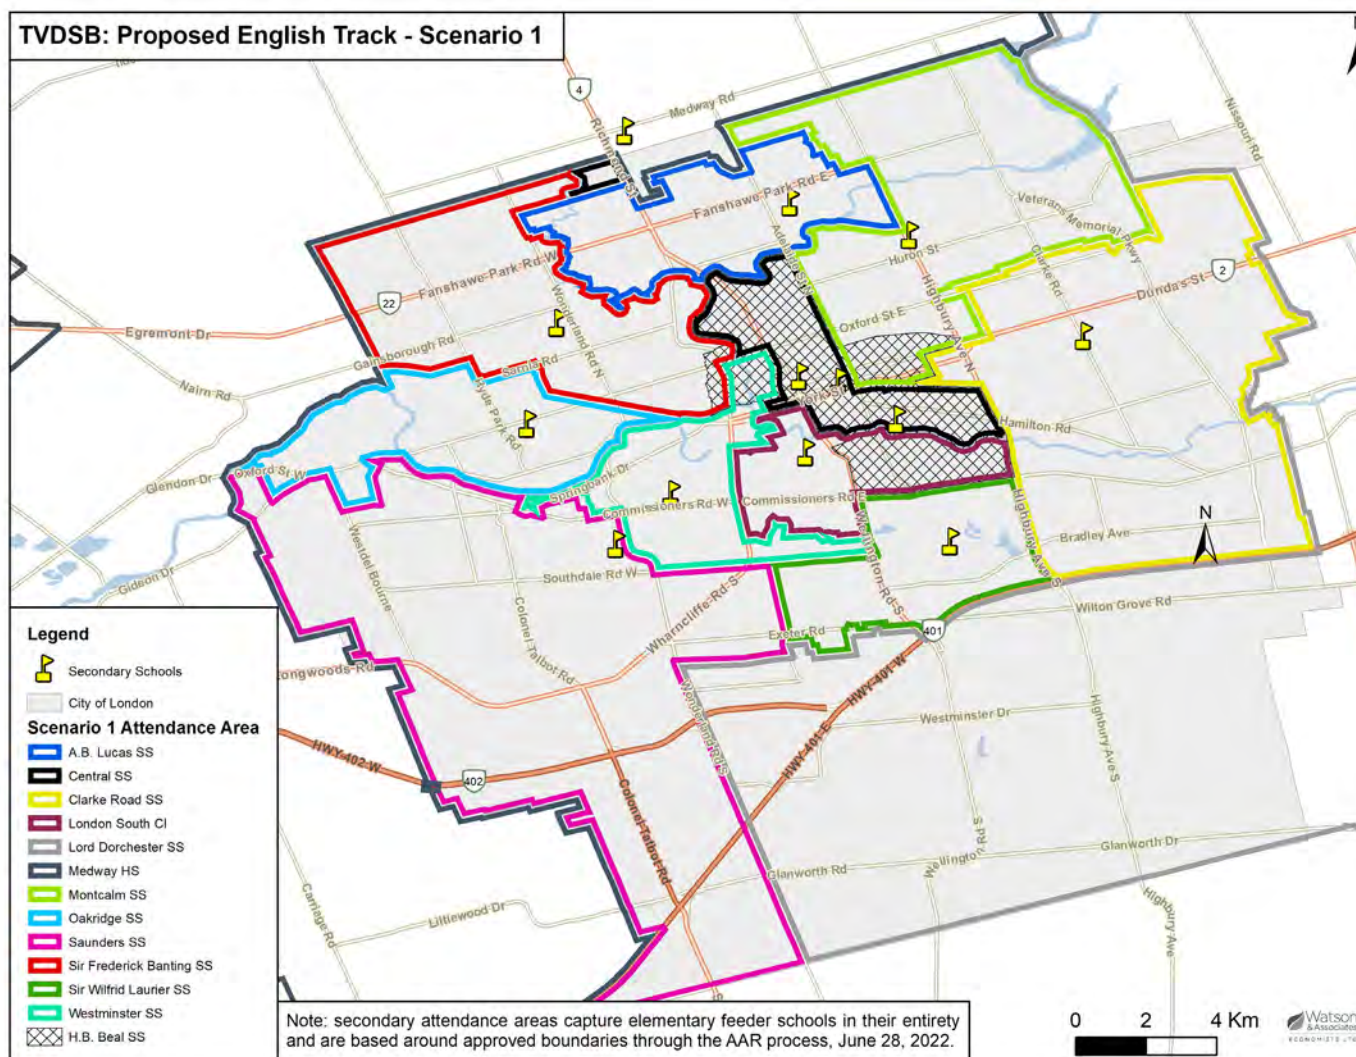 TVDSB: Proposed English Track - Scenario 1
4
Medway Rd
Richmond St
Nissouri Rd
Fanshawe Park Rd E
Veterans Memorial Pkwy
Adelaide St N
Huron St
Clarke Rd
2
Dundas St
Fanshawe Park Rd W
22
Egremont Dr
Wonderland Rd N
Oxford St E
Highbury Ave N
Gainsborough Rd
Sarnia Rd
Nairn Rd
Hyde Park Rd
York St
Hamilton Rd
Oxford St W
Glendon Dr
Springbank Dr
Commissioners Rd W
Commissioners Rd E
Bradley Ave
N
Gideon Dr
Westdel Bourne
Southdale Rd W
Wharncliffe Rd S
Wellington Rd S
Highbury Ave S
Wilton Grove Rd
Colonel Talbot Rd
Exeter Rd
401
Longwoods Rd
HWY 401 W
Westminster Dr
Wonderland Rd S
HWY 402 W
402
HWY 401 E
Highbury Ave S
Colonel Talbot Rd
Wellington Rd S
Glanworth Dr
Glanworth Rd
Carriage Rd
Littlewood Dr
Highbury Ave
Legend
Secondary Schools
City of London
Scenario 1 Attendance Area
A.B. Lucas SS
Central SS
Clarke Road SS
London South CI
Lord Dorchester SS
Medway HS
Montcalm SS
Oakridge SS
Saunders SS
Sir Frederick Banting SS
Sir Wilfrid Laurier SS
Westminster SS
H.B. Beal SS
Note: secondary attendance areas capture elementary feeder schools in their entirety
and are based around approved boundaries through the AAR process, June 28, 2022.
0 2 4 Km
Watson
& Associates
ECONOMISTS LTD.